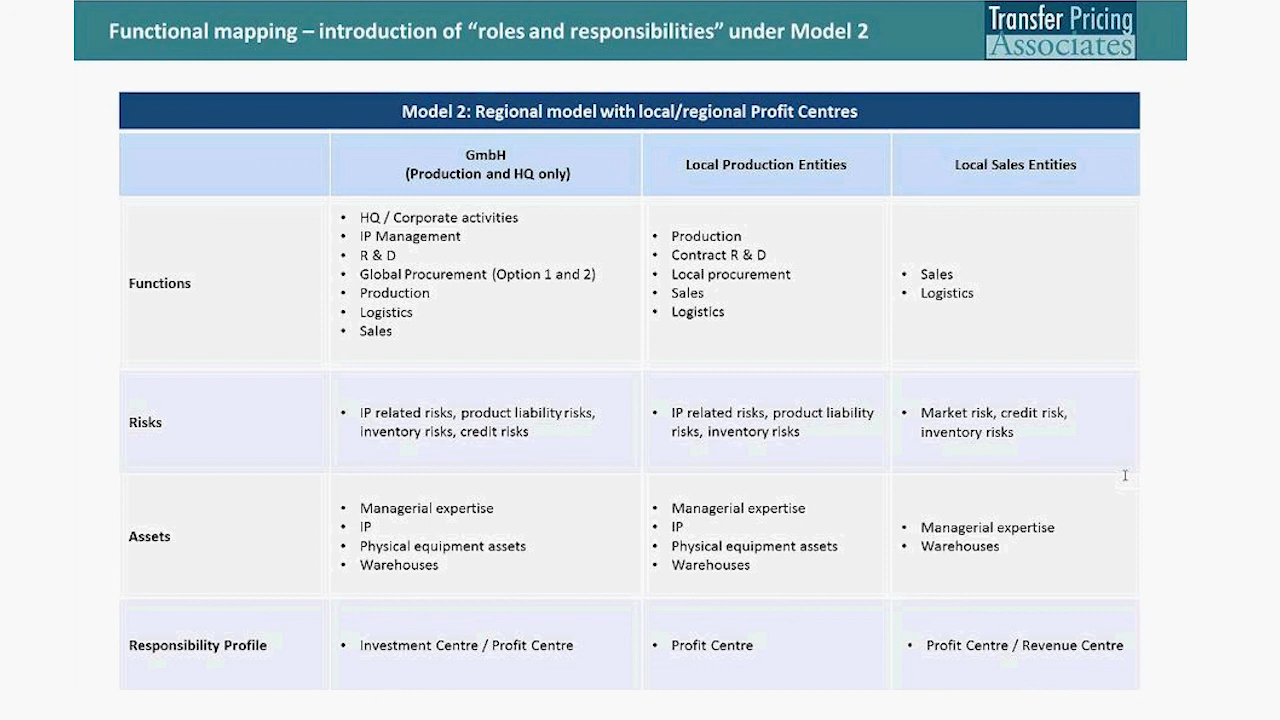 Functional mapping – introduction of “roles and responsibilities” under Model 2
Transfer Pricing
Associates
Model 2: Regional model with local/regional Profit Centres
GmbH
(Production and HQ only)
Local Production Entities
Local Sales Entities
Functions
• HQ / Corporate activities
• IP Management
• R & D
• Global Procurement (Option 1 and 2)
• Production
• Logistics
• Sales
• Production
• Contract R & D
• Local procurement
• Sales
• Logistics
• Sales
• Logistics
Risks
• IP related risks, product liability risks,
inventory risks, credit risks
• IP related risks, product liability
risks, inventory risks
• Market risk, credit risk,
inventory risks
Assets
• Managerial expertise
• IP
• Physical equipment assets
• Warehouses
• Managerial expertise
• IP
• Physical equipment assets
• Warehouses
• Managerial expertise
• Warehouses
Responsibility Profile
• Investment Centre / Profit Centre
• Profit Centre
• Profit Centre / Revenue Centre